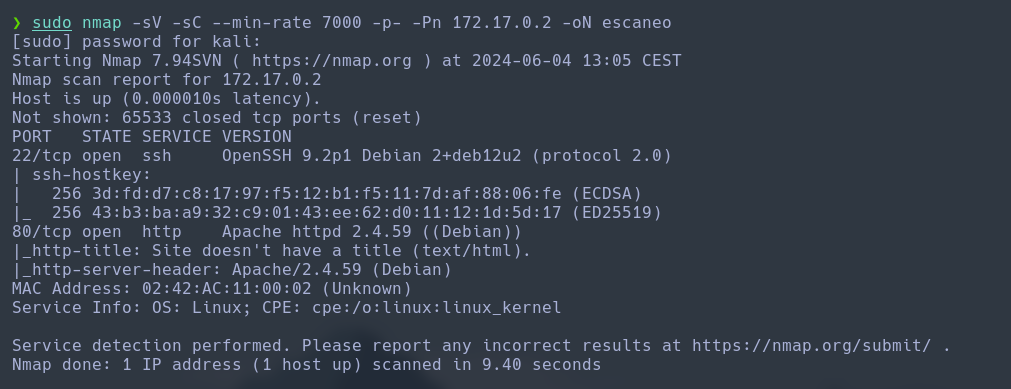 ❯ sudo nmap -sV -sC --min-rate 7000 -p- -Pn 172.17.0.2 -oN escaneo
[sudo] password for kali:
Starting Nmap 7.94SVN ( https://nmap.org ) at 2024-06-04 13:05 CEST
Nmap scan report for 172.17.0.2
Host is up (0.000010s latency).
Not shown: 65533 closed tcp ports (reset)
PORT   STATE SERVICE VERSION
22/tcp open  ssh     OpenSSH 9.2p1 Debian 2+deb12u2 (protocol 2.0)
| ssh-hostkey:
|   256 3d:fd:d7:c8:17:97:f5:12:b1:f5:11:7d:af:88:06:fe (ECDSA)
|_  256 43:b3:ba:a9:32:c9:01:43:ee:62:d0:11:12:1d:5d:17 (ED25519)
80/tcp open  http    Apache httpd 2.4.59 ((Debian))
|_http-title: Site doesn't have a title (text/html).
|_http-server-header: Apache/2.4.59 (Debian)
MAC Address: 02:42:AC:11:00:02 (Unknown)
Service Info: OS: Linux; CPE: cpe:/o:linux:linux_kernel

Service detection performed. Please report any incorrect results at https://nmap.org/submit/ .
Nmap done: 1 IP address (1 host up) scanned in 9.40 seconds